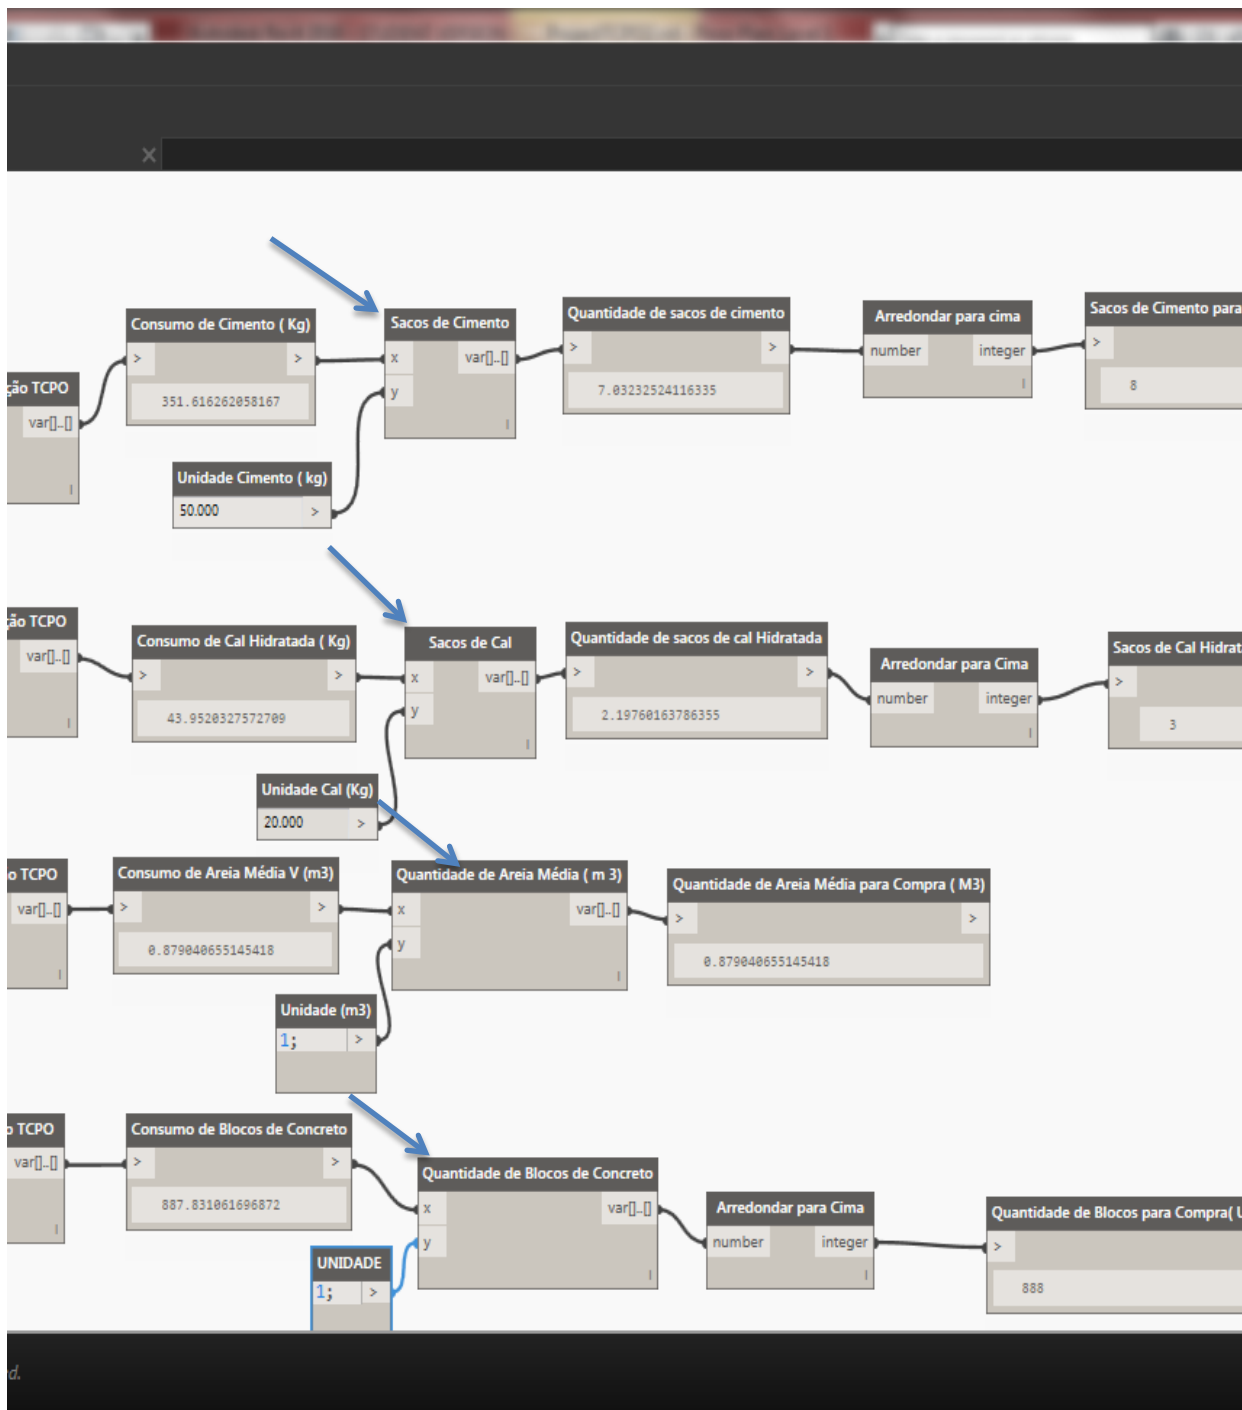 Consumo de Cimento ( Kg)
>
>
351.616262058167
Sacos de Cimento
x
var[]..[]
y
l
Quantidade de sacos de cimento
>
>
7.03232524116335
Arredondar para cima
number
integer
l
Sacos de Cimento para
>
8
ção TCPO
var[]..[]
l
Unidade Cimento ( kg)
50.000
>
ção TCPO
var[]..[]
l
Consumo de Cal Hidratada ( Kg)
>
>
43.9520327572709
Sacos de Cal
x
var[]..[]
y
l
Quantidade de sacos de cal Hidratada
>
>
2.19760163786355
Arredondar para Cima
number
integer
l
Sacos de Cal Hidrat
>
3
Unidade Cal (Kg)
20.000
>
o TCPO
var[]..[]
l
Consumo de Areia Média V (m3)
>
>
0.879040655145418
Quantidade de Areia Média ( m 3)
x
var[]..[]
y
l
Quantidade de Areia Média para Compra ( M3)
>
>
0.879040655145418
Unidade (m3)
1;
>
o TCPO
var[]..[]
l
Consumo de Blocos de Concreto
>
>
887.831061696872
Quantidade de Blocos de Concreto
x
var[]..[]
y
l
Arredondar para Cima
number
integer
l
Quantidade de Blocos para Compra( U
>
888
UNIDADE
1;
>
d.